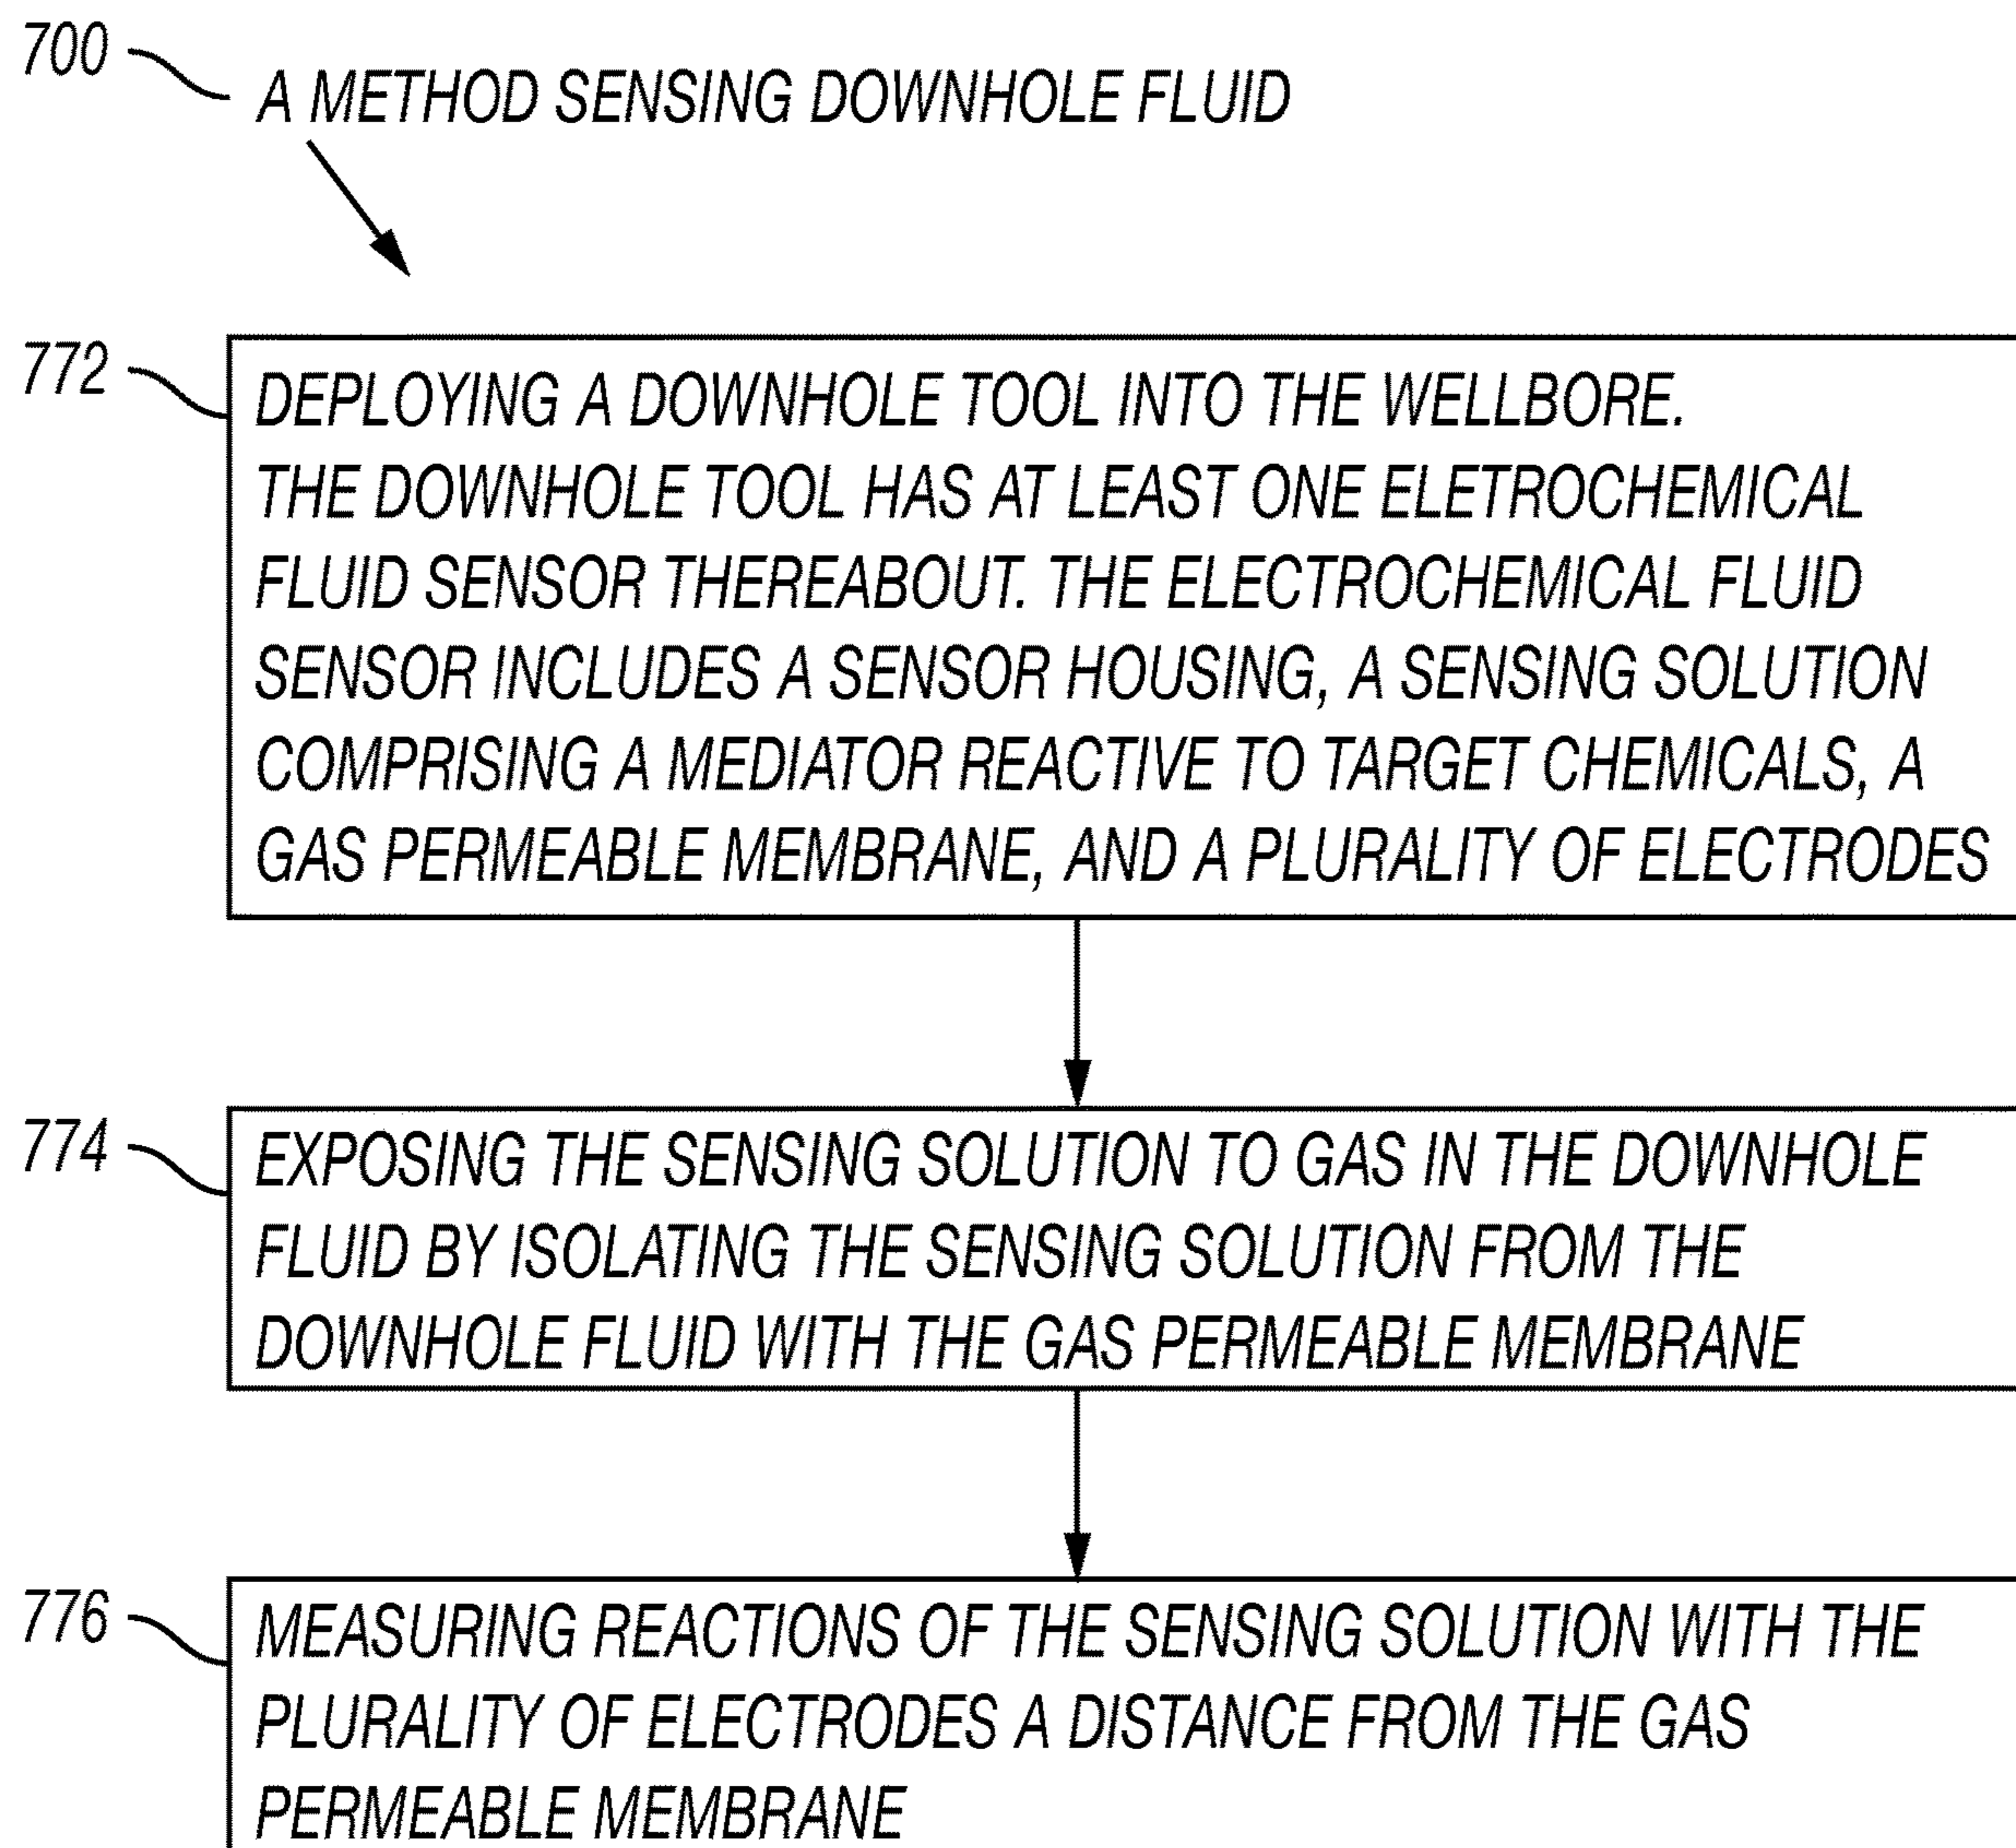 700
A METHOD SENSING DOWNHOLE FLUID
772
DEPLOYING A DOWNHOLE TOOL INTO THE WELLBORE.
THE DOWNHOLE TOOL HAS AT LEAST ONE ELETROCHEMICAL
FLUID SENSOR THEREABOUT. THE ELECTROCHEMICAL FLUID
SENSOR INCLUDES A SENSOR HOUSING, A SENSING SOLUTION
COMPRISING A MEDIATOR REACTIVE TO TARGET CHEMICALS, A
GAS PERMEABLE MEMBRANE, AND A PLURALITY OF ELECTRODES
774
EXPOSING THE SENSING SOLUTION TO GAS IN THE DOWNHOLE
FLUID BY ISOLATING THE SENSING SOLUTION FROM THE
DOWNHOLE FLUID WITH THE GAS PERMEABLE MEMBRANE
776
MEASURING REACTIONS OF THE SENSING SOLUTION WITH THE
PLURALITY OF ELECTRODES A DISTANCE FROM THE GAS
PERMEABLE MEMBRANE